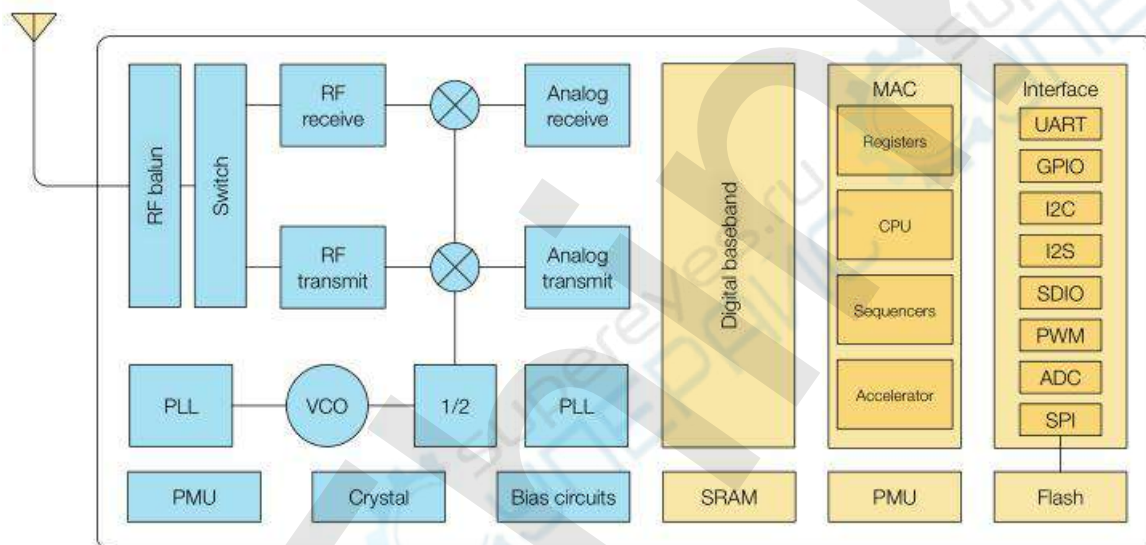 RF balun
Switch
RF
receive
Analog
receive
RF
transmit
Analog
transmit
PLL
VCO
1/2
PLL
PMU
Crystal
Bias circuits
Digital baseband
SRAM
MAC
Registers
CPU
Sequencers
Accelerator
PMU
Interface
UART
GPIO
I2C
I2S
SDIO
PWM
ADC
SPI
Flash
supereyes.ru